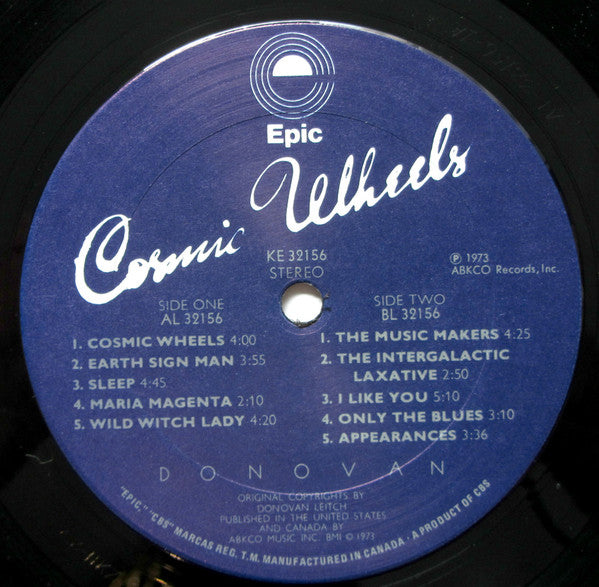 Epic
Cosmic Wheels
KE 32156
STEREO
℗ 1973
ABKCO Records, Inc.
SIDE ONE
AL 32156
1. COSMIC WHEELS 4:00
2. EARTH SIGN MAN 3:55
3. SLEEP 4:45
4. MARIA MAGENTA 2:10
5. WILD WITCH LADY 4:20
SIDE TWO
BL 32156
1. THE MUSIC MAKERS 4:25
2. THE INTERGALACTIC
LAXATIVE 2:50
3. I LIKE YOU 5:10
4. ONLY THE BLUES 3:10
5. APPEARANCES 3:36
DONOVAN
ORIGINAL COPYRIGHTS BY
DONOVAN LEITCH
PUBLISHED IN THE UNITED STATES
AND CANADA BY
ABKCO MUSIC INC. BMI © 1973
"EPIC," "CBS" MARCAS REG. T.M. MANUFACTURED IN CANADA - A PRODUCT OF CBS